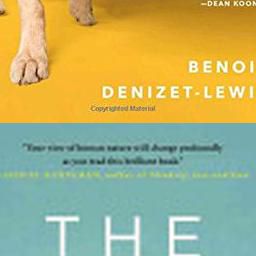 —DEAN KOON
BENOI
DENIZET-LEWI
Copyrighted Material
"Your view of human nature will change profoundly
as you read this brilliant book."
THE